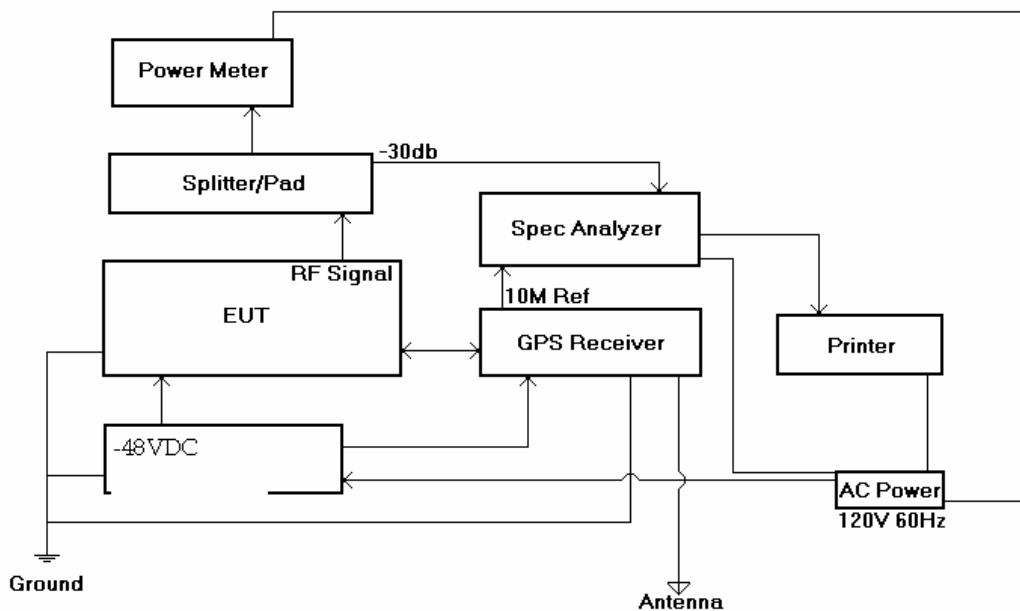 Power Meter
-30db
Splitter/Pad
Spec Analyzer
RF Signal
10M Ref
EUT
GPS Receiver
Printer
-48VDC
AC Power
120V 60Hz
Ground
Antenna